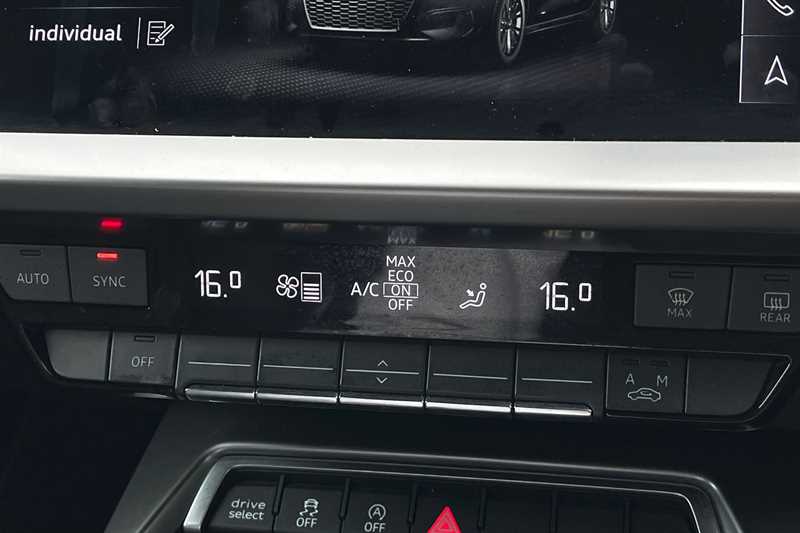 individual
AUTO
SYNC
16.0
A/C
MAX
ECO
ON
OFF
16.0
MAX
REAR
OFF
A M
drive
select
OFF
A
OFF